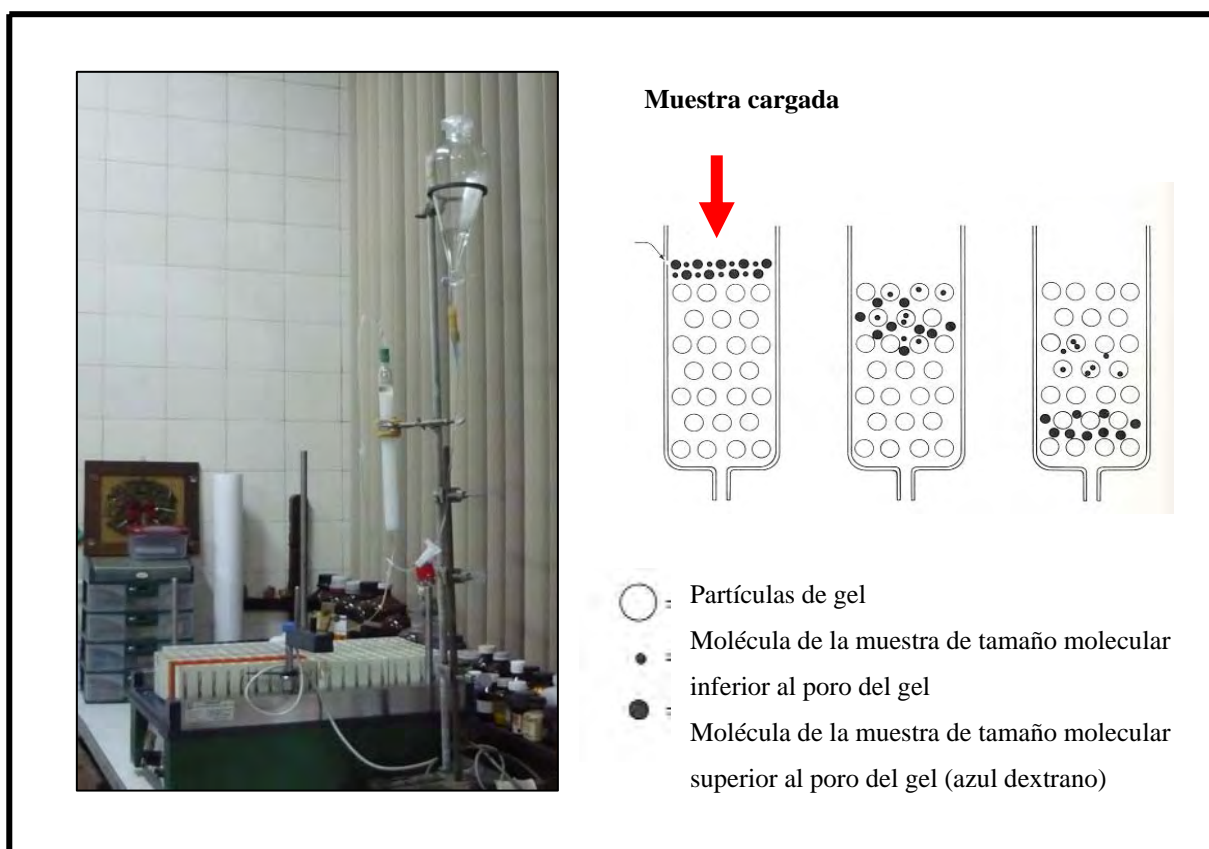 Muestra cargada
Partículas de gel
Molécula de la muestra de tamaño molecular
inferior al poro del gel
Molécula de la muestra de tamaño molecular
superior al poro del gel (azul dextrano)